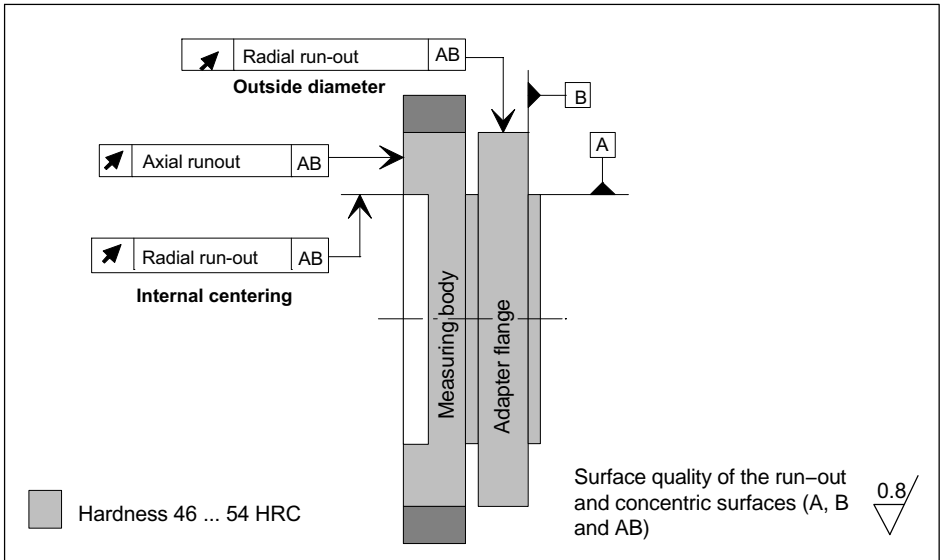 Radial run-out AB
Outside diameter
B
A
Axial runout AB
Radial run-out AB
Internal centering
Measuring body
Adapter flange
Hardness 46 ... 54 HRC
Surface quality of the run−out
and concentric surfaces (A, B
and AB)
0.8